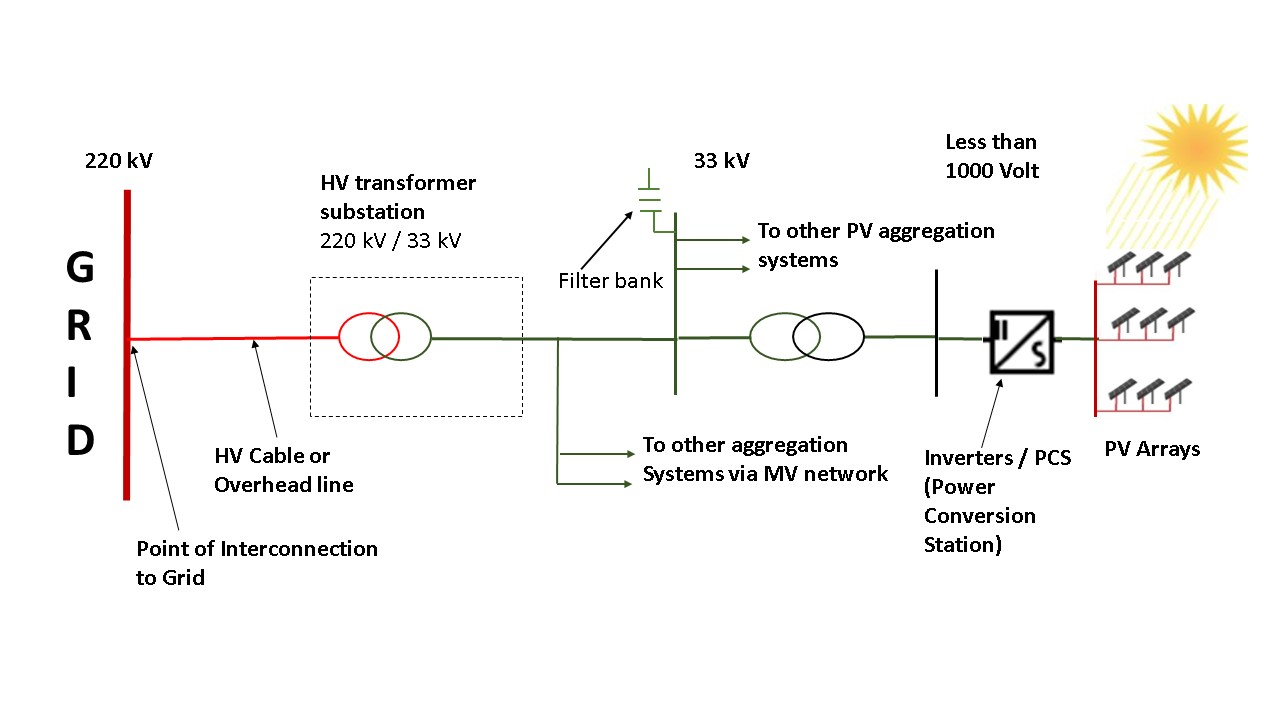 220 kV
GRID
HV transformer
substation
220 kV / 33 kV
33 kV
Less than
1000 Volt
Filter bank
To other PV aggregation
systems
HV Cable or
Overhead line
To other aggregation
Systems via MV network
Inverters / PCS
(Power
Conversion
Station)
PV Arrays
Point of Interconnection
to Grid